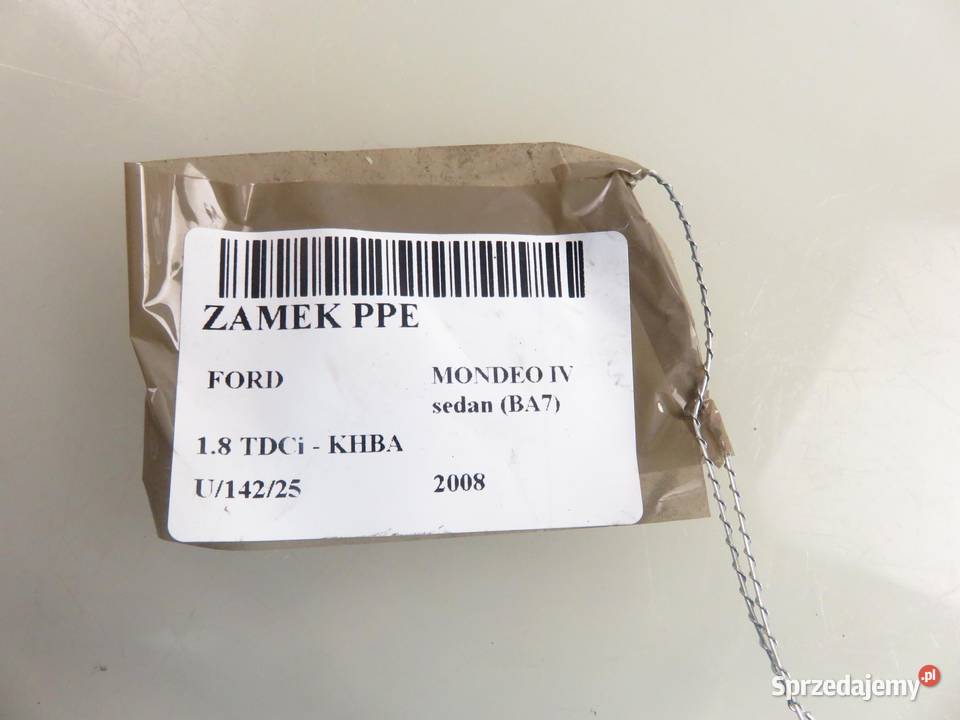 ZAMEK PPE
FORD
MONDEO IV
sedan (BA7)
1.8 TDCi - KHBA
U/142/25
2008
Sprzedajemy.pl